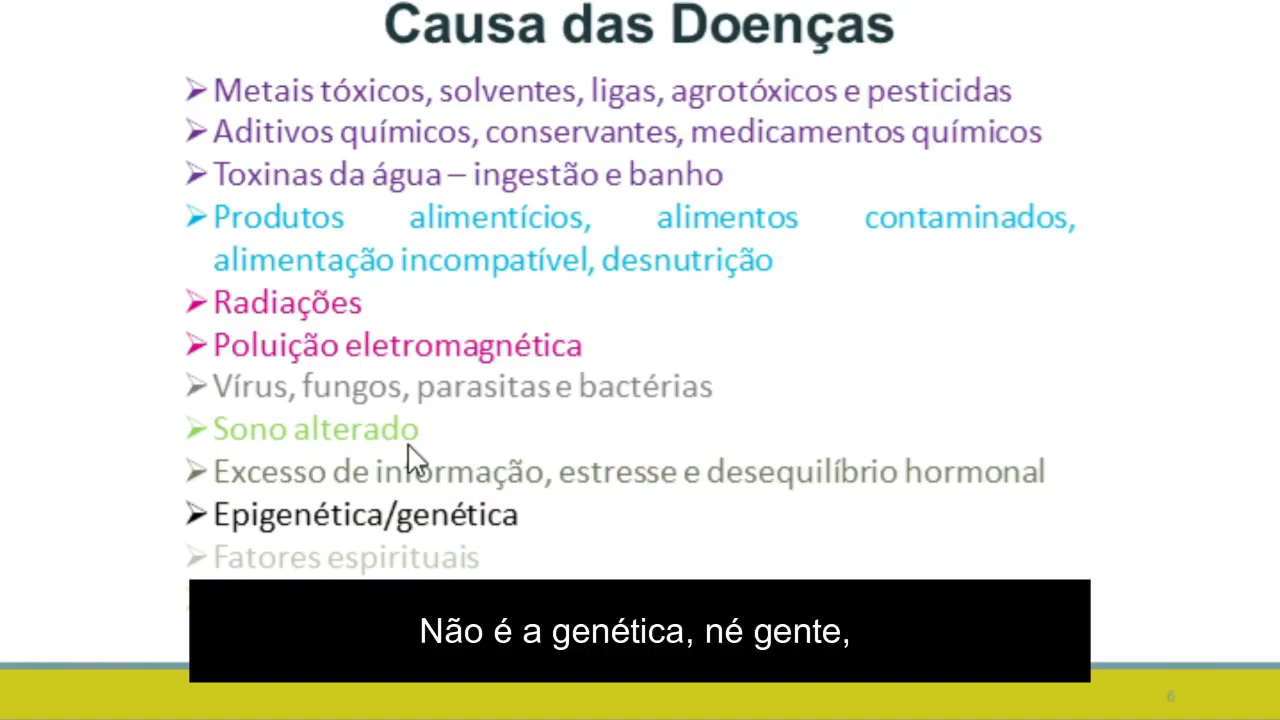 Causa das Doenças
➢Metais tóxicos, solventes, ligas, agrotóxicos e pesticidas
➢Aditivos químicos, conservantes, medicamentos químicos
➢Toxinas da água – ingestão e banho
➢Produtos alimentícios, alimentos contaminados,
alimentação incompatível, desnutrição
➢Radiações
➢Poluição eletromagnética
➢Vírus, fungos, parasitas e bactérias
➢Sono alterado
➢Excesso de informação, estresse e desequilíbrio hormonal
➢Epigenética/genética
➢Fatores espirituais
Não é a genética, né gente,
6